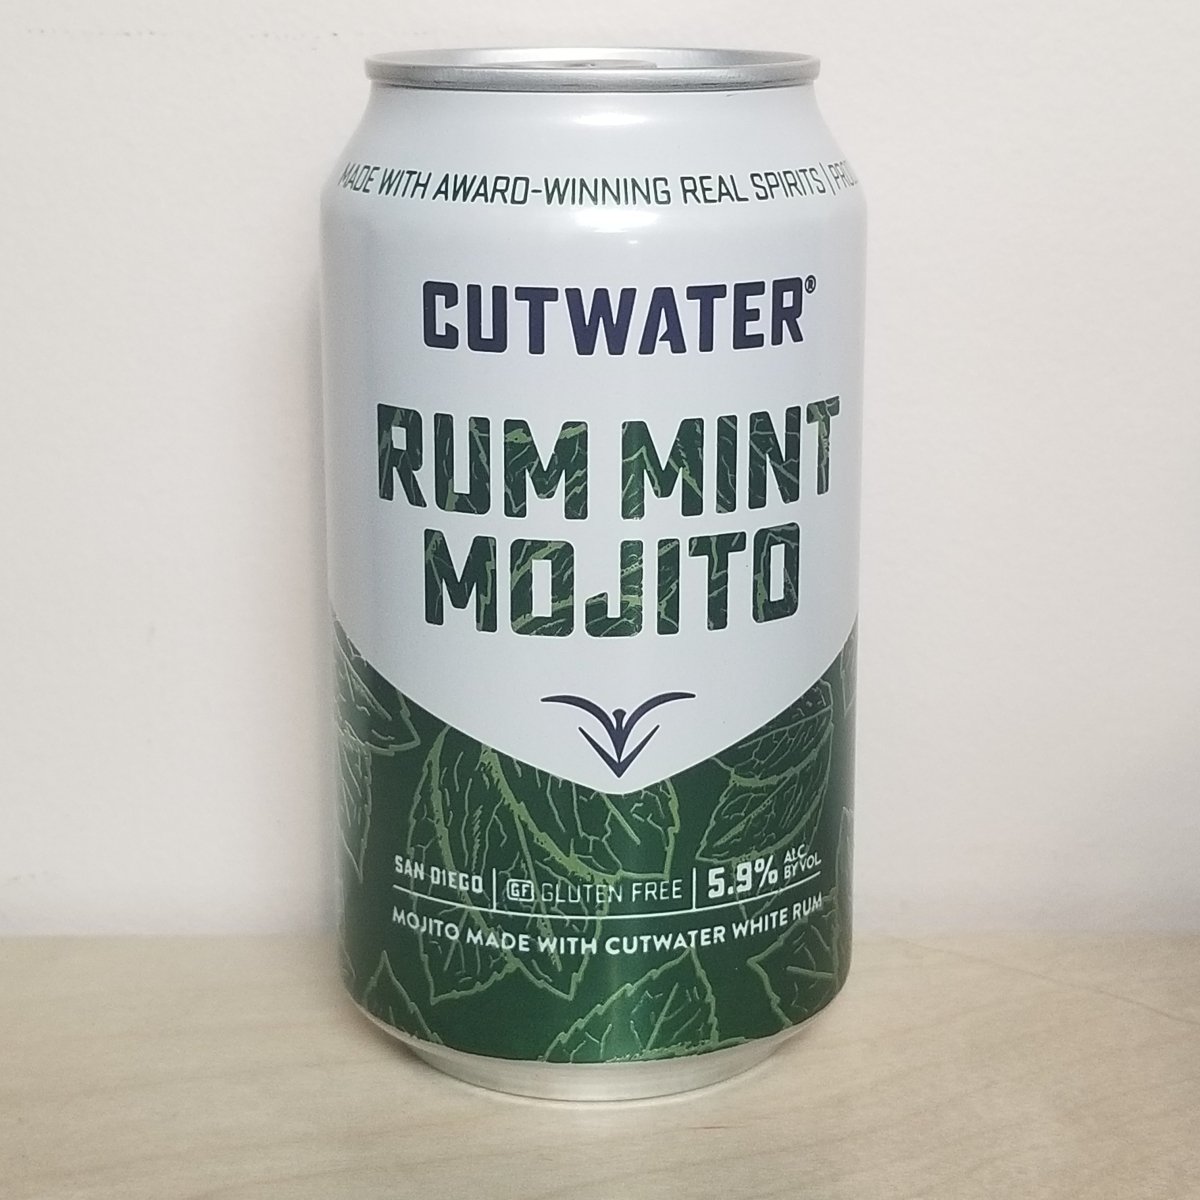 MADE WITH AWARD-WINNING REAL SPIRITS |
CUTWATER®
RUM MINT
MOJITO
SAN DIEGO | GF GLUTEN FREE | 5.9% ALC. BY VOL
MOJITO MADE WITH CUTWATER WHITE RUM